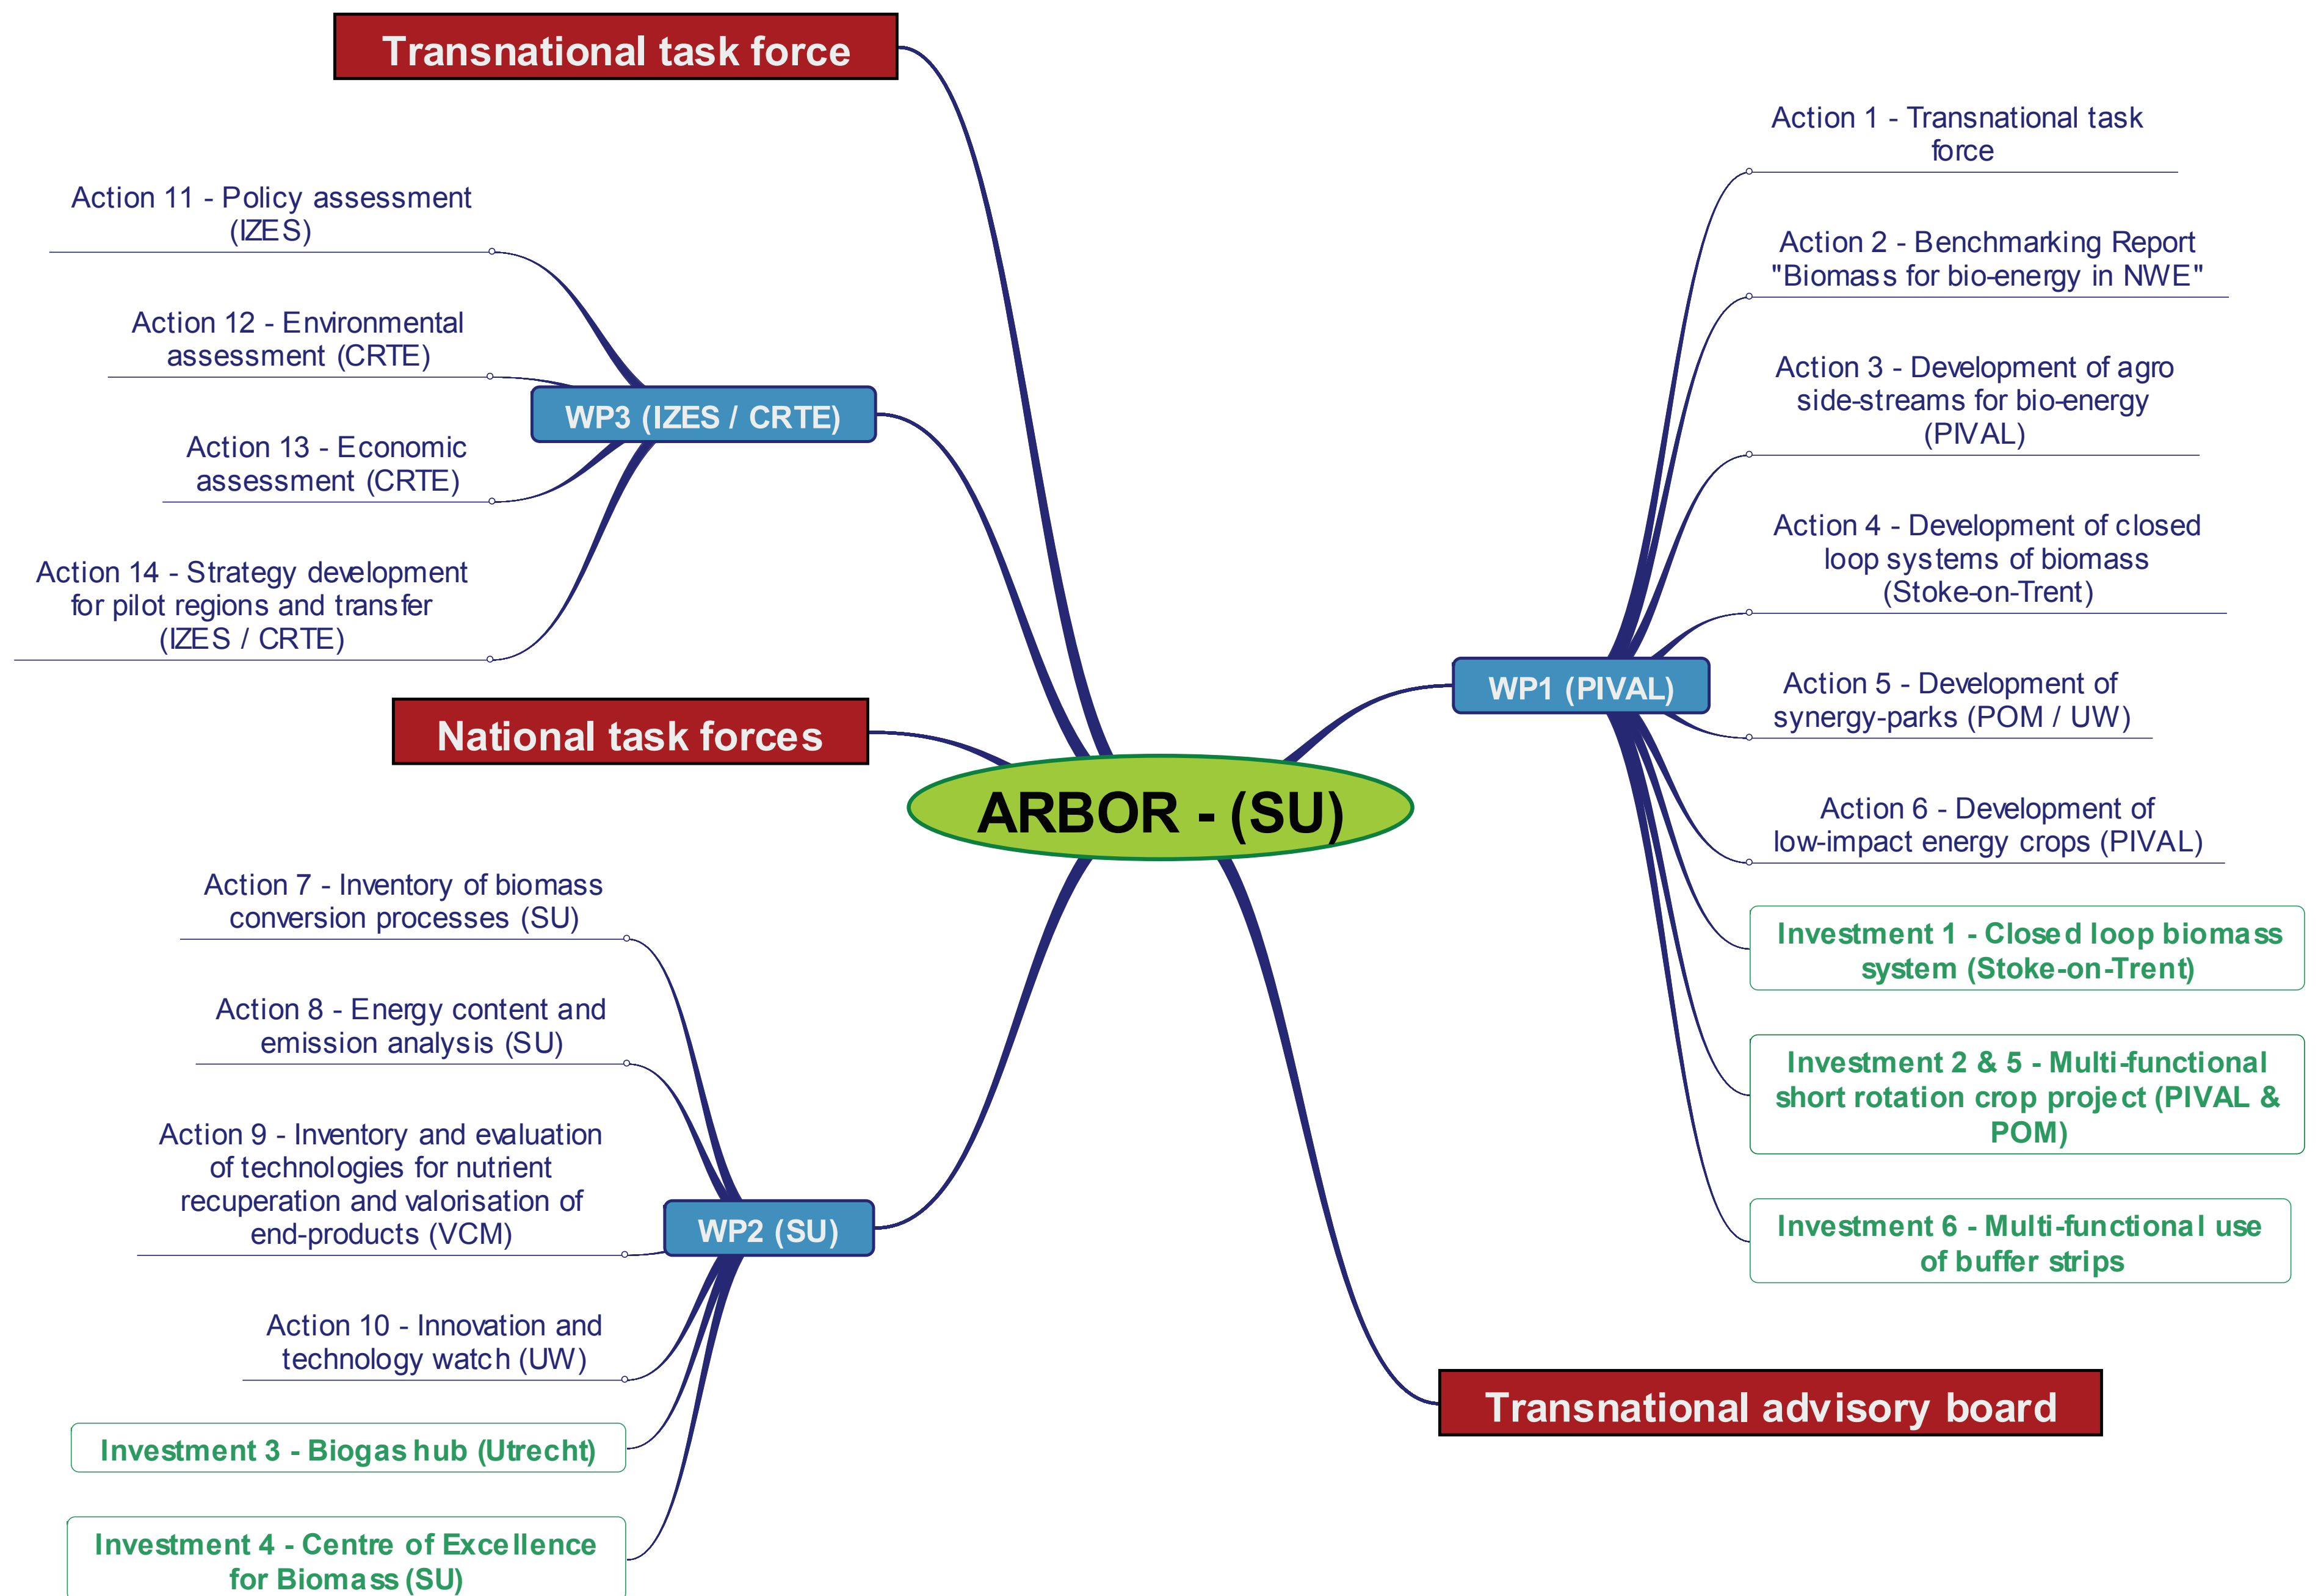 Transnational task force
Action 11 - Policy assessment
(IZES)
Action 12 - Environmental
assessment (CRTE)
WP3 (IZES / CRTE)
Action 13 - Economic
assessment (CRTE)
Action 14 - Strategy development
for pilot regions and transfer
(IZES / CRTE)
National task forces
ARBOR - (SU)
Action 7 - Inventory of biomass
conversion processes (SU)
Action 8 - Energy content and
emission analysis (SU)
Action 9 - Inventory and evaluation
of technologies for nutrient
recuperation and valorisation of
end-products (VCM)
WP2 (SU)
Action 10 - Innovation and
technology watch (UW)
Investment 3 - Biogas hub (Utrecht)
Investment 4 - Centre of Excellence
for Biomass (SU)
Action 1 - Transnational task
force
Action 2 - Benchmarking Report
"Biomass for bio-energy in NWE"
Action 3 - Development of agro
side-streams for bio-energy
(PIVAL)
Action 4 - Development of closed
loop systems of biomass
(Stoke-on-Trent)
WP1 (PIVAL)
Action 5 - Development of
synergy-parks (POM / UW)
Action 6 - Development of
low-impact energy crops (PIVAL)
Investment 1 - Closed loop biomass
system (Stoke-on-Trent)
Investment 2 & 5 - Multi-functional
short rotation crop project (PIVAL &
POM)
Investment 6 - Multi-functional use
of buffer strips
Transnational advisory board